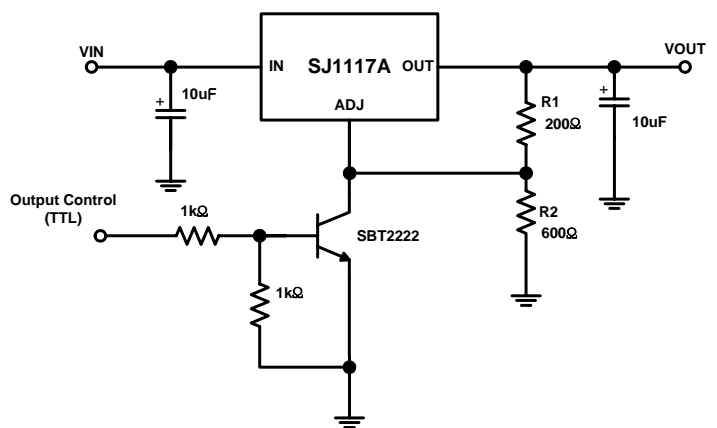 VIN
IN
SJ1117A
OUT
VOUT
ADJ
+
10uF
R1
200Ω
+
10uF
Output Control
(TTL)
1kΩ
SBT2222
R2
600Ω
1kΩ